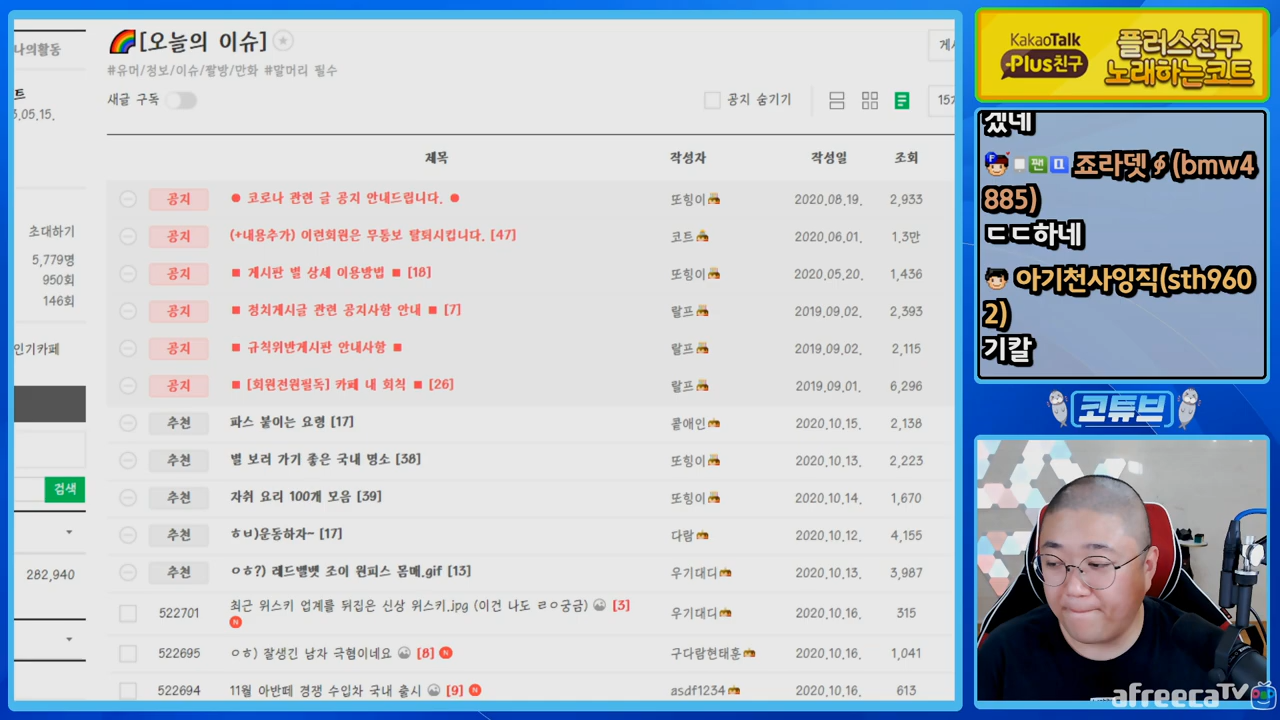 나의활동
트
5,779명
초대하기
950회
146회
인기카페
검색
282,940
[오늘의 이슈]
#유머/정보/이슈/짤방/만화 #말머리 필수
새글 구독
공지 숨기기
제목 작성자 작성일 조회
공지 ● 코로나 관련 글 공지 안내드립니다. ● 또힝이 2020.08.19. 2,933
공지 (+내용추가) 이런회원은 무통보 탈퇴시킵니다. [47] 코트 2020.06.01. 1.3만
공지 ■ 게시판 별 상세 이용방법 ■ [18] 또힝이 2020.05.20. 1,436
공지 ■ 정치게시글 관련 공지사항 안내 ■ [7] 랄프 2019.09.02. 2,393
공지 ■ 규칙위반게시판 안내사항 ■ 랄프 2019.09.02. 2,115
공지 ■ [회원전원필독] 카페 내 회칙 ■ [26] 랄프 2019.09.01. 6,296
추천 파스 붙이는 요령 [17] 콩애인 2020.10.15. 2,138
추천 별 보러 가기 좋은 국내 명소 [38] 또힝이 2020.10.13. 2,223
추천 자취 요리 100개 모음 [39] 또힝이 2020.10.14. 1,670
추천 ㅎㅂ)운동하자~ [17] 다람 2020.10.12. 4,155
추천 ㅇㅎ?) 레드벨벳 조이 원피스 몸매.gif [13] 우기대디 2020.10.13. 3,987
522701 최근 위스키 업계를 뒤집은 신상 위스키.jpg (이건 나도 ㄹㅇ궁금) [3] 우기대디 2020.10.16. 315
N
522695 ㅇㅎ) 잘생긴 남자 극혐이네요 [8] N 구다람현태훈 2020.10.16. 1,041
522694 11월 아반떼 경쟁 수입차 국내 출시 [9] N asdf1234 2020.10.16. 613
KakaoTalk
Plus친구
플러스친구
노래하는코트
겠네
팬 죠라뎃∮(bmw4
885)
ㄷㄷ하네
아기천사잉직(sth960
2)
기칼
코튜브
afreecaTV